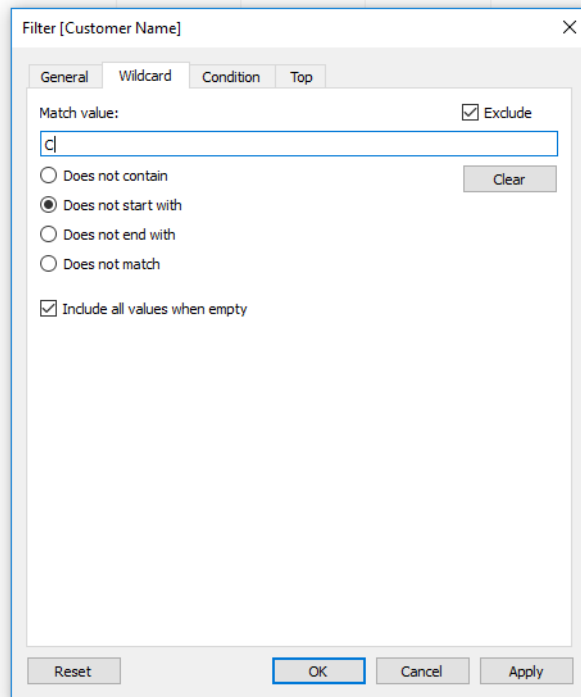 Filter [Customer Name]
General Wildcard Condition Top
Match value: Exclude
C
Does not contain
Clear
Does not start with
Does not end with
Does not match
Include all values when empty
Reset OK Cancel Apply